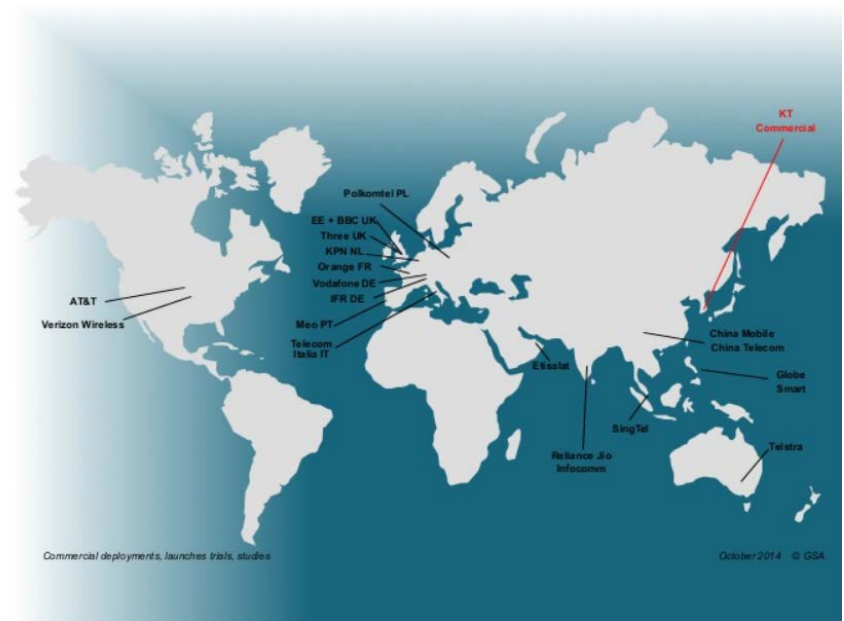 KT
Commercial
Polkomtel PL
EE + BBC UK
Three UK
KPN NL
Orange FR
Vodafone DE
IFR DE
AT&T
Verizon Wireless
Meo PT
Telecom
Italia IT
Etisalat
China Mobile
China Telecom
Globe
Smart
SingTel
Reliance Jio
Infocomm
Telstra
Commercial deployments, launches trials, studies
October 2014 © GSA